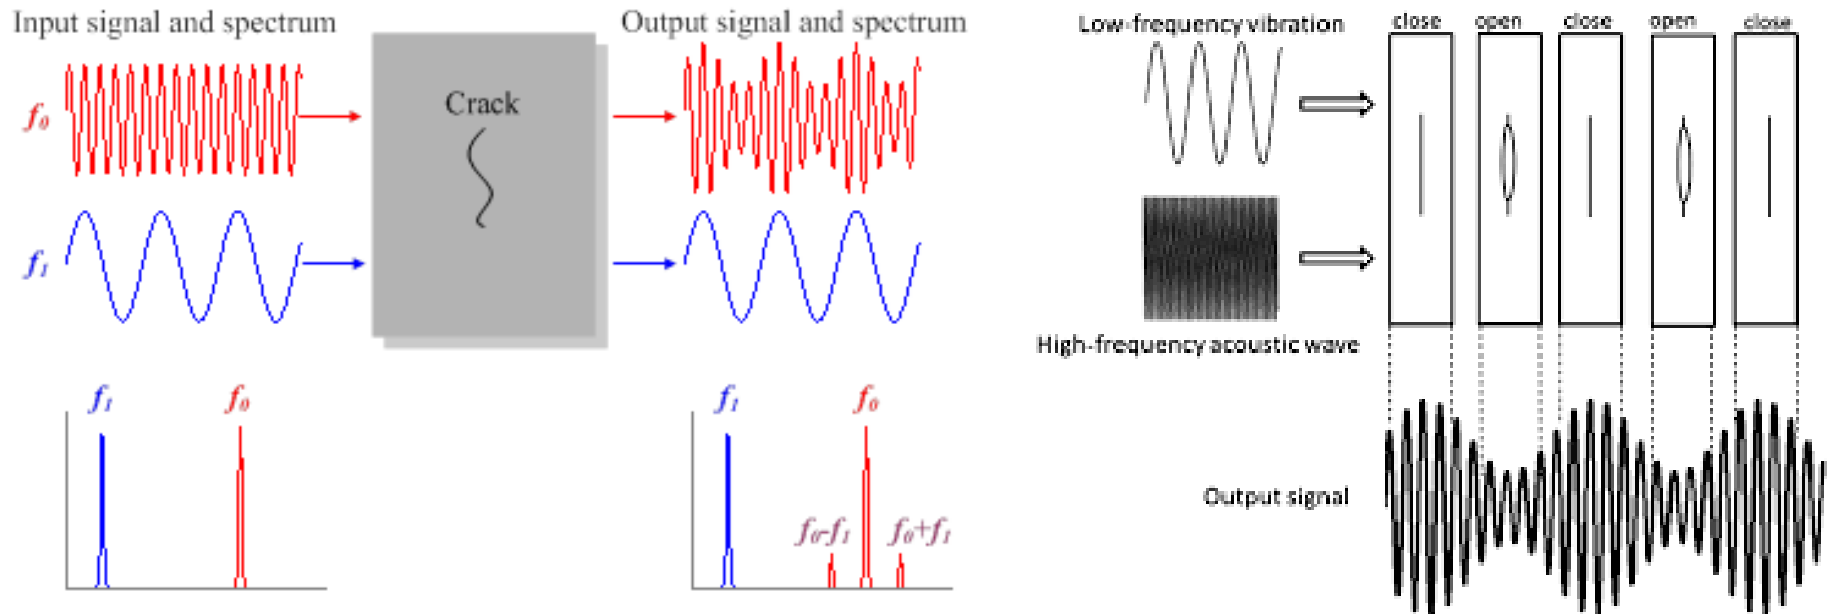 Input signal and spectrum
Output signal and spectrum
f₀
Crack
f₁
f₁ f₀
f₁ f₀
f₀-f₁ f₀+f₁
Low-frequency vibration
close open close open close
High-frequency acoustic wave
Output signal